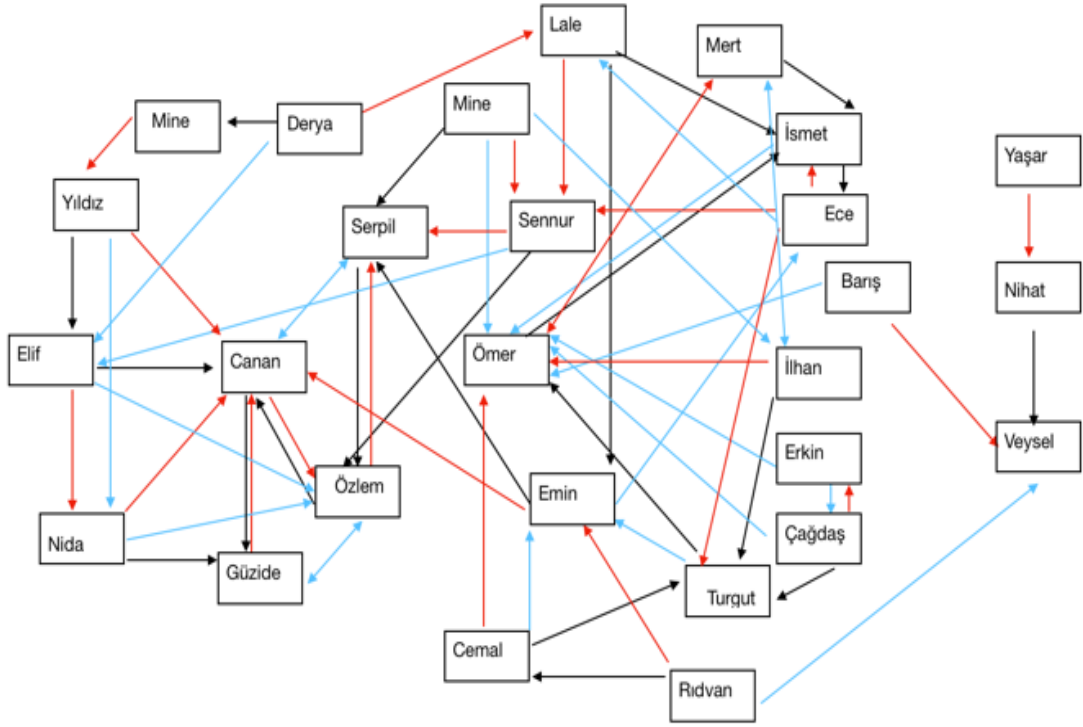 Lale
Mert
Mine
Mine
Derya
İsmet
Yaşar
Yıldız
Serpil
Sennur
Ece
Barış
Nihat
Elif
Canan
Ömer
İlhan
Veysel
Erkin
Özlem
Emin
Çağdaş
Nida
Güzide
Turgut
Cemal
Rıdvan